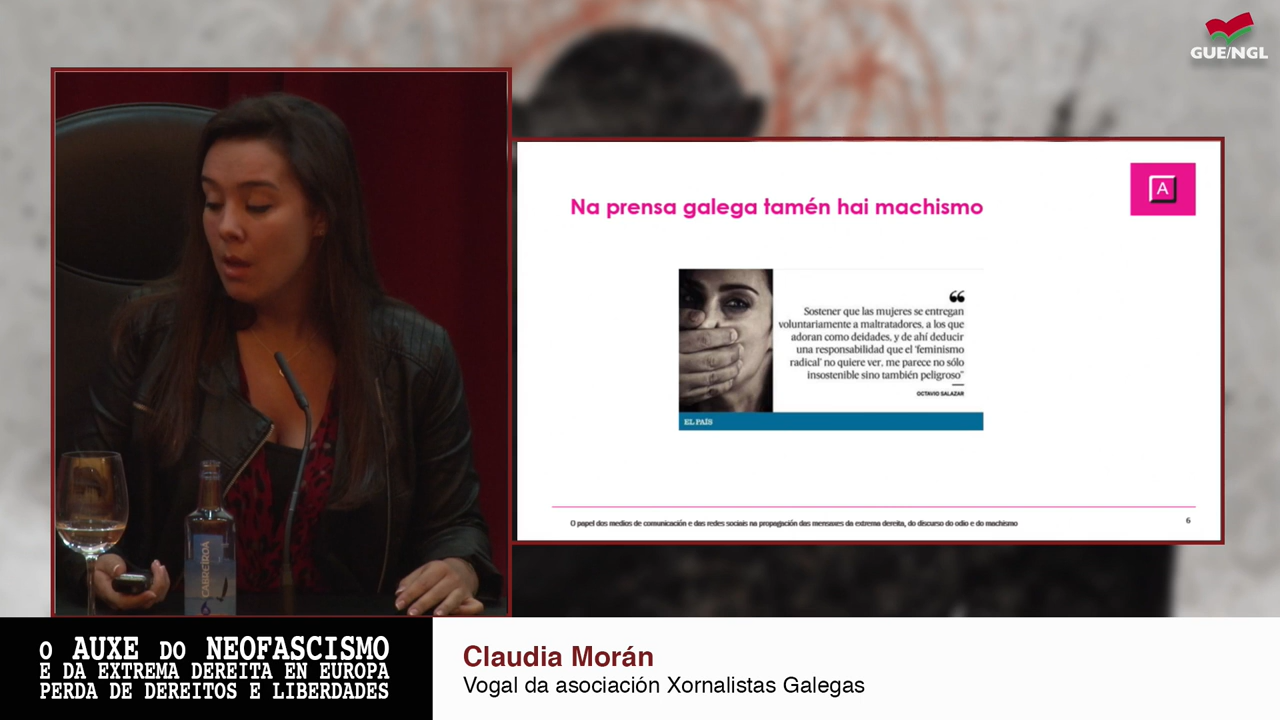 GUE/NGL
Na prensa galega tamén hai machismo
A
“
Sostener que las mujeres se entregan
voluntariamente a maltratadores, a los que
adoran como deidades, y de ahí deducir
una responsabilidad que el 'feminismo
radical' no quiere ver, me parece no sólo
insostenible sino también peligroso”
OCTAVIO SALAZAR
EL PAÍS
O papel dos medios de comunicación e das redes sociais na propagación das mensaxes da extrema dereita, do discurso do odio e do machismo
6
CABREIROA
O AUXE DO NEOFASCISMO
E DA EXTREMA DEREITA EN EUROPA
PERDA DE DEREITOS E LIBERDADES
Claudia Morán
Vogal da asociación Xornalistas Galegas